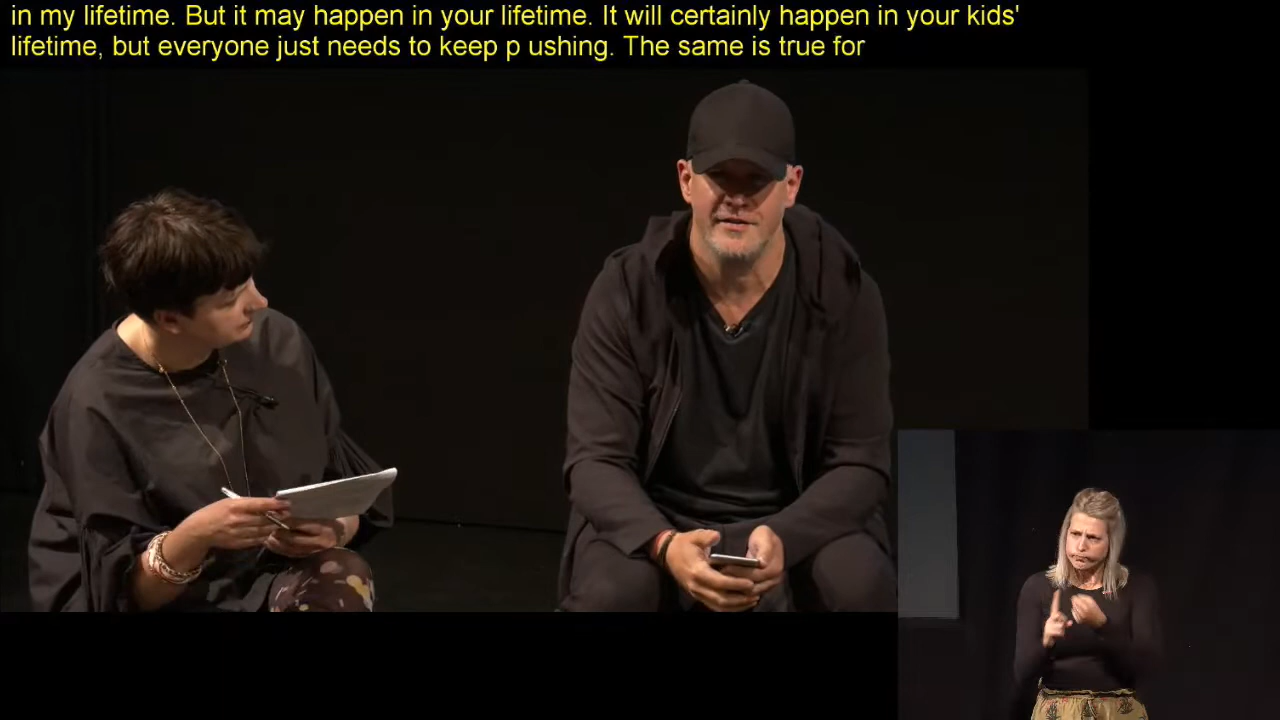 in my lifetime. But it may happen in your lifetime. It will certainly happen in your kids'
lifetime, but everyone just needs to keep p ushing. The same is true for